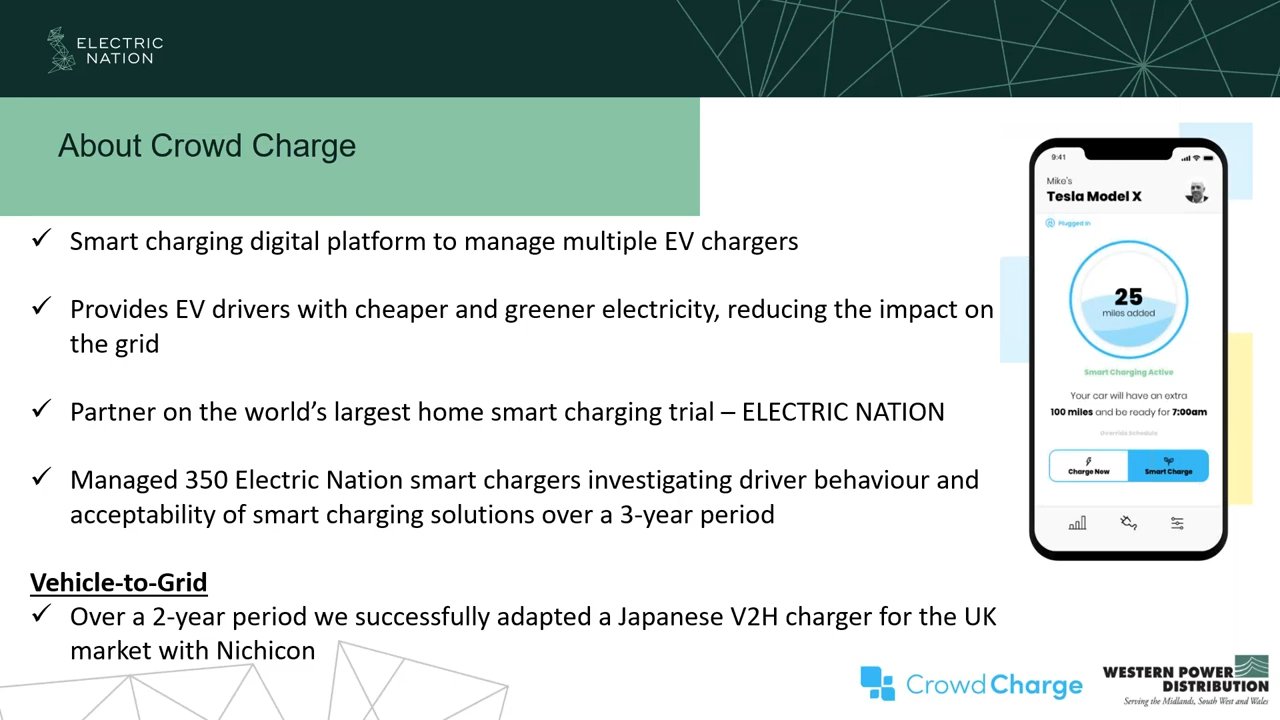 ELECTRIC
NATION
About Crowd Charge
✓ Smart charging digital platform to manage multiple EV chargers
✓ Provides EV drivers with cheaper and greener electricity, reducing the impact on
the grid
✓ Partner on the world’s largest home smart charging trial – ELECTRIC NATION
✓ Managed 350 Electric Nation smart chargers investigating driver behaviour and
acceptability of smart charging solutions over a 3-year period
Vehicle-to-Grid
✓ Over a 2-year period we successfully adapted a Japanese V2H charger for the UK
market with Nichicon
9:41
Mike's
Tesla Model X
Plugged in
25
miles added
Smart Charging Active
Your car will have an extra
100 miles and be ready for 7:00am
Override Schedule
Charge Now
Smart Charge
Crowd Charge
WESTERN POWER
DISTRIBUTION
Serving the Midlands, South West and Wales